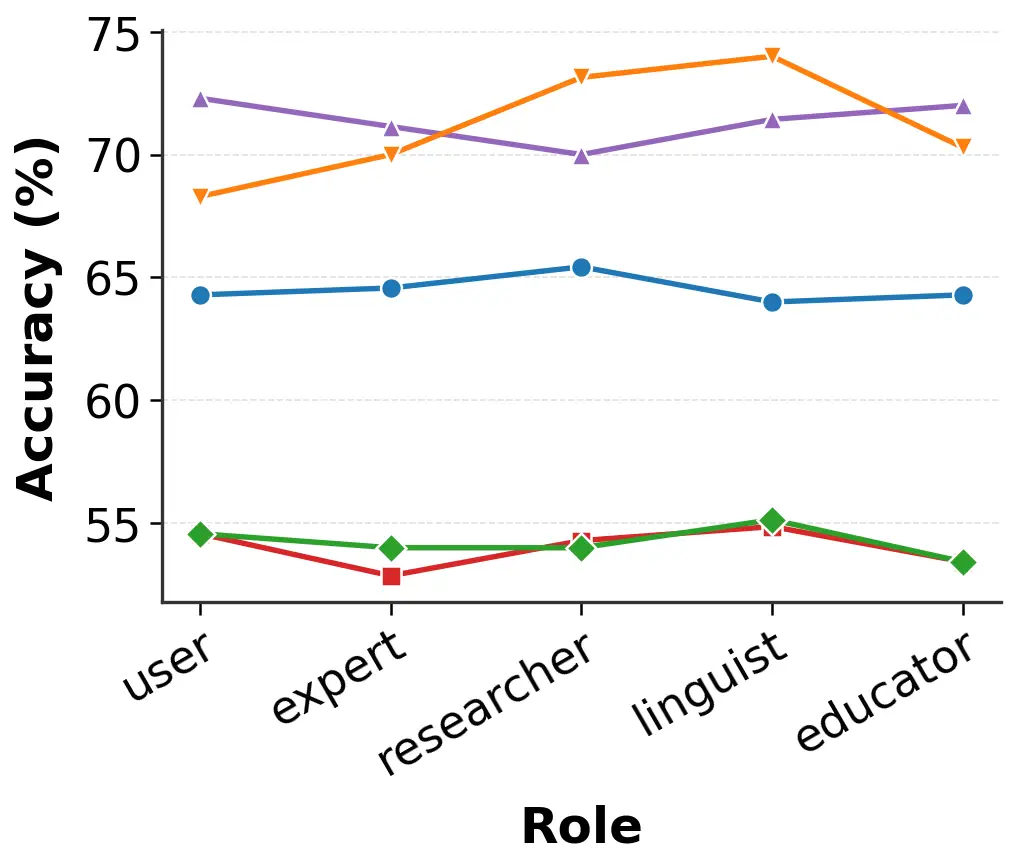 75
70
65
60
55
Accuracy (%)
user
expert
researcher
linguist
educator
Role